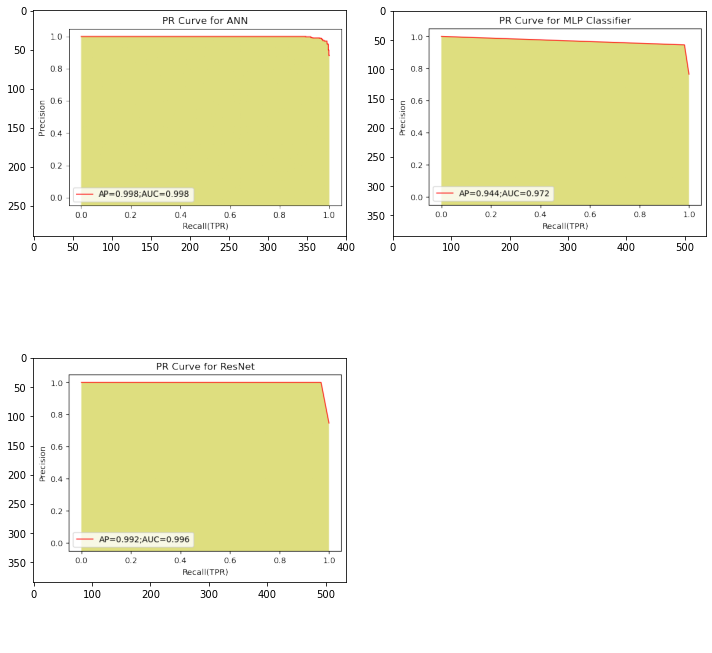 PR Curve for ANN
0
50
100
150
200
250
1.0
0.8
0.6
0.4
0.2
0.0
Precision
AP=0.998;AUC=0.998
0.0 0.2 0.4 0.6 0.8 1.0
Recall(TPR)
0 50 100 150 200 250 300 350 400
PR Curve for MLP Classifier
0
50
100
150
200
250
300
350
1.0
0.8
0.6
0.4
0.2
0.0
Precision
AP=0.944;AUC=0.972
0.0 0.2 0.4 0.6 0.8 1.0
Recall(TPR)
0 100 200 300 400 500
PR Curve for ResNet
0
50
100
150
200
250
300
350
1.0
0.8
0.6
0.4
0.2
0.0
Precision
AP=0.992;AUC=0.996
0.0 0.2 0.4 0.6 0.8 1.0
Recall(TPR)
0 100 200 300 400 500